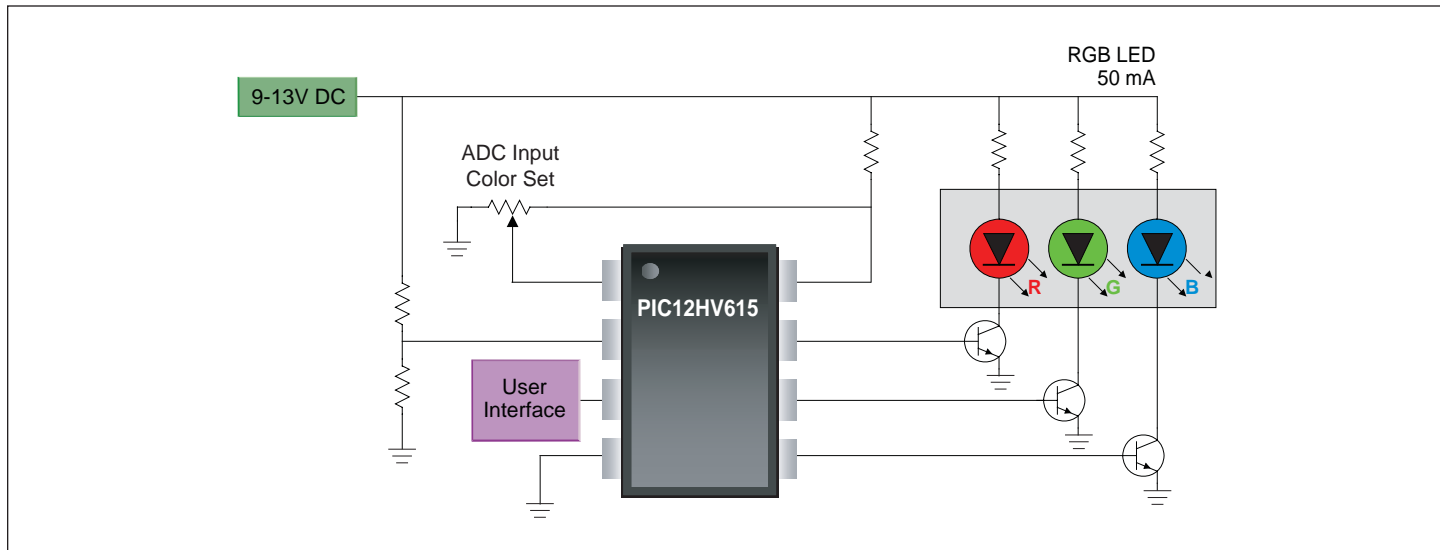 RGB LED
50 mA
9-13V DC
ADC Input
Color Set
R
G
B
PIC12HV615
User
Interface